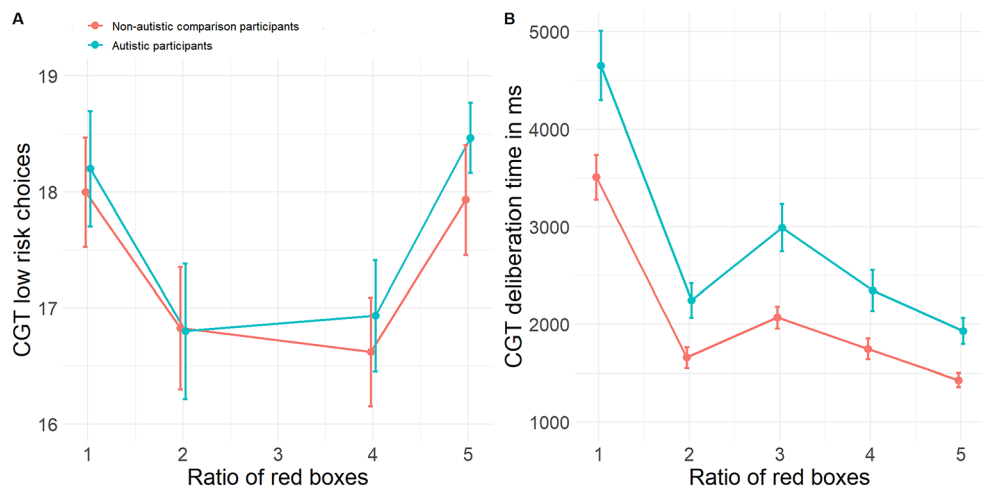 A
Non-autistic comparison participants
Autistic participants
19
18
17
16
CGT low risk choices
1 2 3 4 5
Ratio of red boxes
B
5000
4000
3000
2000
1000
CGT deliberation time in ms
1 2 3 4 5
Ratio of red boxes